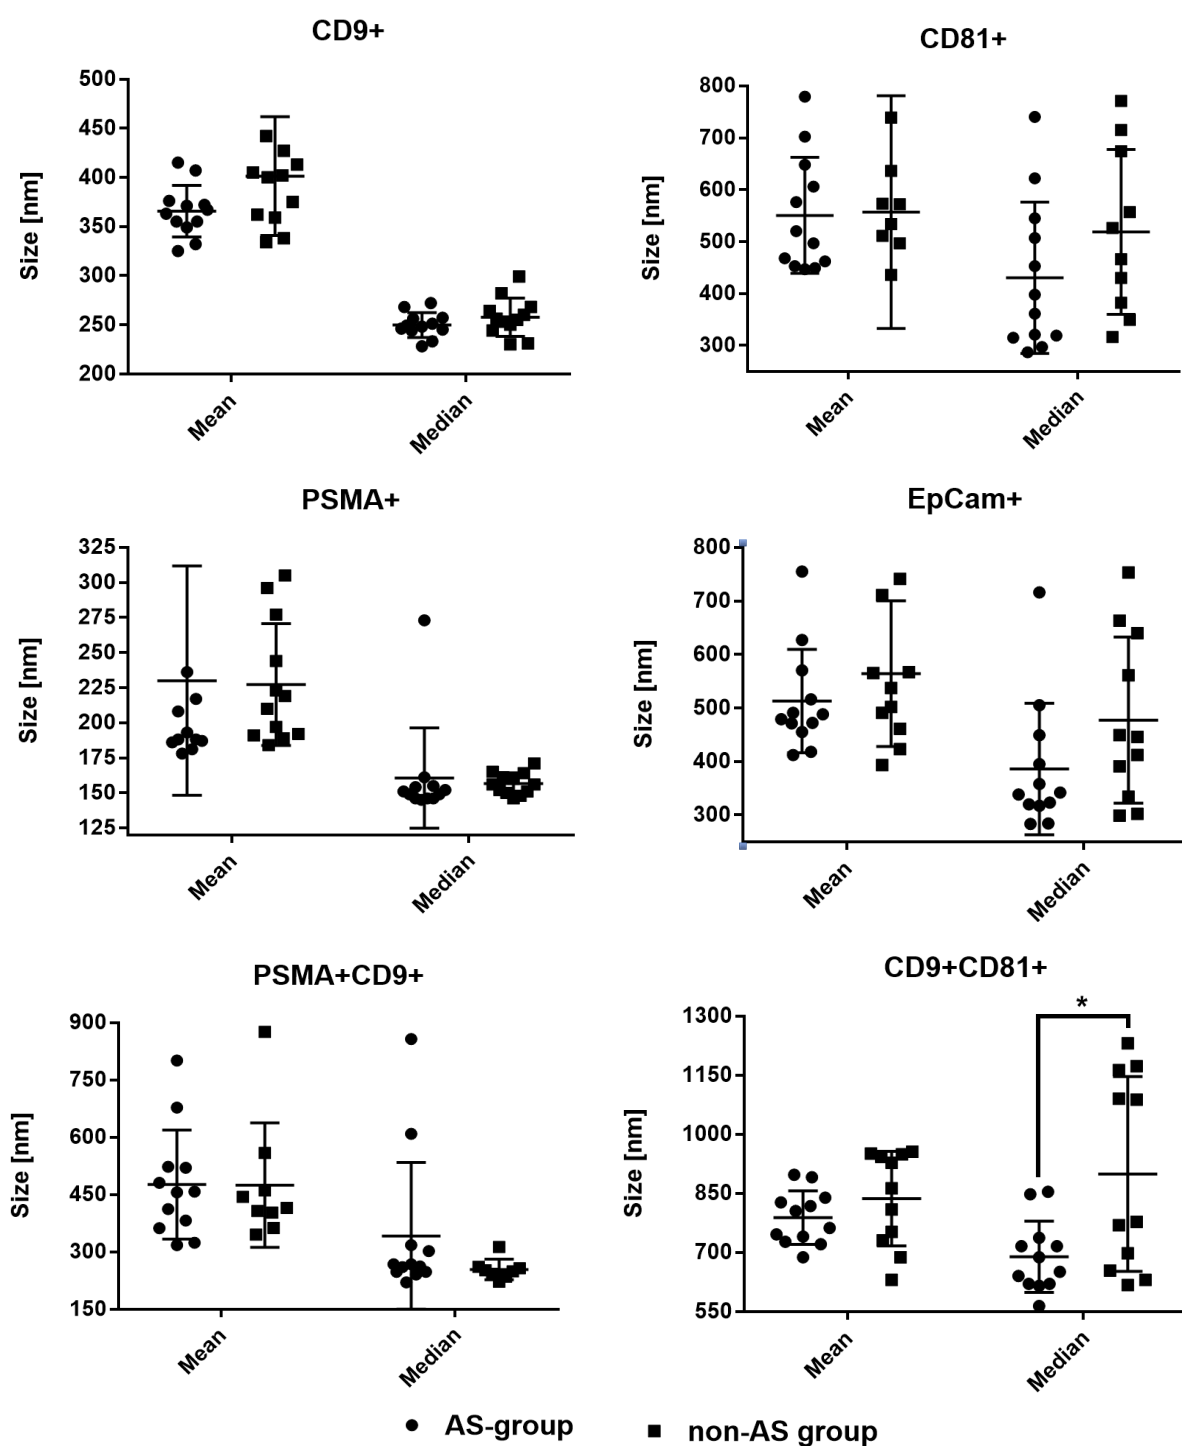 CD9+
Size [nm]
500
450
400
350
300
250
200
Mean
Median
CD81+
Size [nm]
800
700
600
500
400
300
Mean
Median
PSMA+
Size [nm]
325
300
275
250
225
200
175
150
125
Mean
Median
EpCam+
Size [nm]
800
700
600
500
400
300
Mean
Median
PSMA+CD9+
Size [nm]
900
750
600
450
300
150
Mean
Median
CD9+CD81+
Size [nm]
1300
1150
1000
850
700
550
*
Mean
Median
AS-group
non-AS group